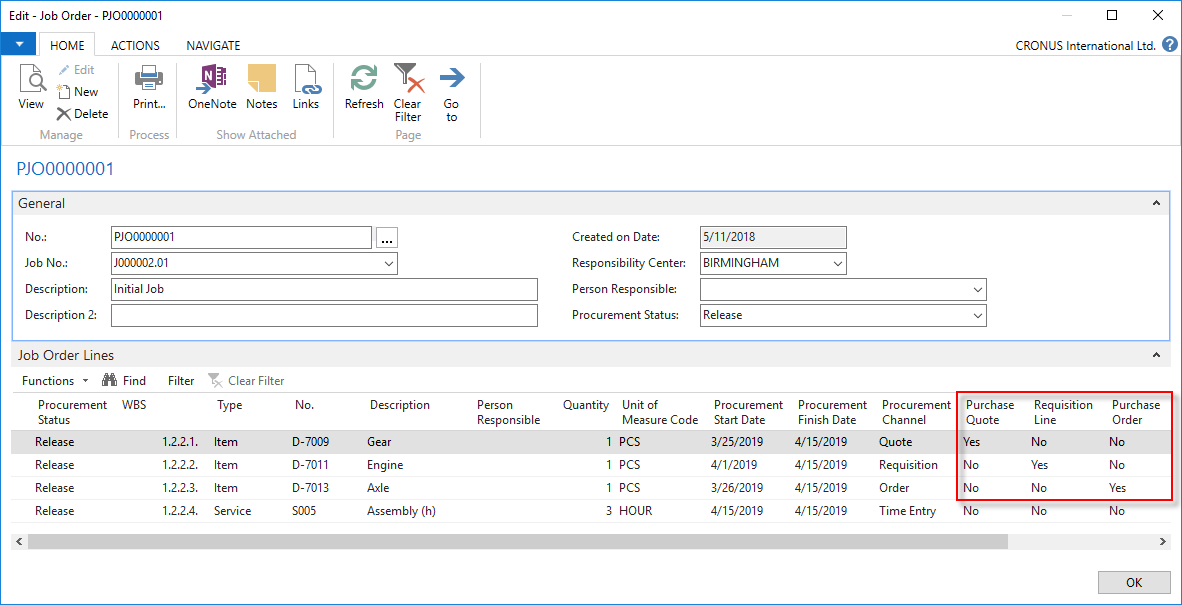 Edit - Job Order - PJO0000001
HOME ACTIONS NAVIGATE CRONUS International Ltd. ?
View Edit New Delete Print... OneNote Notes Links Refresh Clear Filter Go to
Manage Process Show Attached Page
PJO0000001
General
No.: PJO0000001 ... Created on Date: 5/11/2018
Job No.: J000002.01 Responsibility Center: BIRMINGHAM
Description: Initial Job Person Responsible:
Description 2: Procurement Status: Release
Job Order Lines
Functions Find Filter Clear Filter
Procurement Status WBS Type No. Description Person Responsible Quantity Unit of Measure Code Procurement Start Date Procurement Finish Date Procurement Channel Purchase Quote Requisition Line Purchase Order
Release 1.2.2.1. Item D-7009 Gear 1 PCS 3/25/2019 4/15/2019 Quote Yes No No
Release 1.2.2.2. Item D-7011 Engine 1 PCS 4/1/2019 4/15/2019 Requisition No Yes No
Release 1.2.2.3. Item D-7013 Axle 1 PCS 3/26/2019 4/15/2019 Order No No Yes
Release 1.2.2.4. Service S005 Assembly (h) 3 HOUR 4/15/2019 4/15/2019 Time Entry No No No
OK